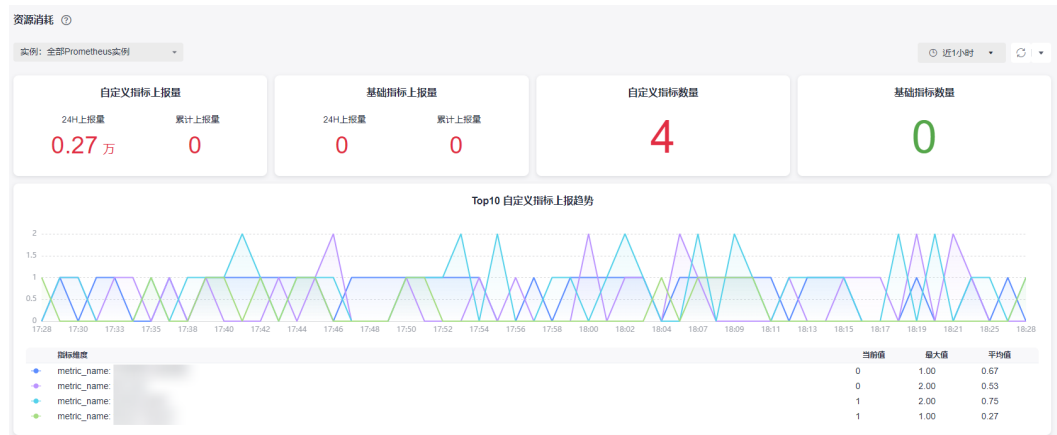 资源消耗
实例：全部Prometheus实例
近1小时
自定义指标上报量
24H上报量 累计上报量
0.27 万 0
基础指标上报量
24H上报量 累计上报量
0 0
自定义指标数量
4
基础指标数量
0
Top10 自定义指标上报趋势
2
1.5
1
0.5
0
17:28 17:30 17:33 17:35 17:38 17:40 17:42 17:44 17:46 17:48 17:50 17:52 17:54 17:56 17:58 18:00 18:02 18:04 18:07 18:09 18:11 18:13 18:15 18:17 18:19 18:21 18:25 18:28
指标维度 当前值 最大值 平均值
metric_name: 0 1.00 0.67
metric_name: 0 2.00 0.53
metric_name: 1 2.00 0.75
metric_name: 1 1.00 0.27